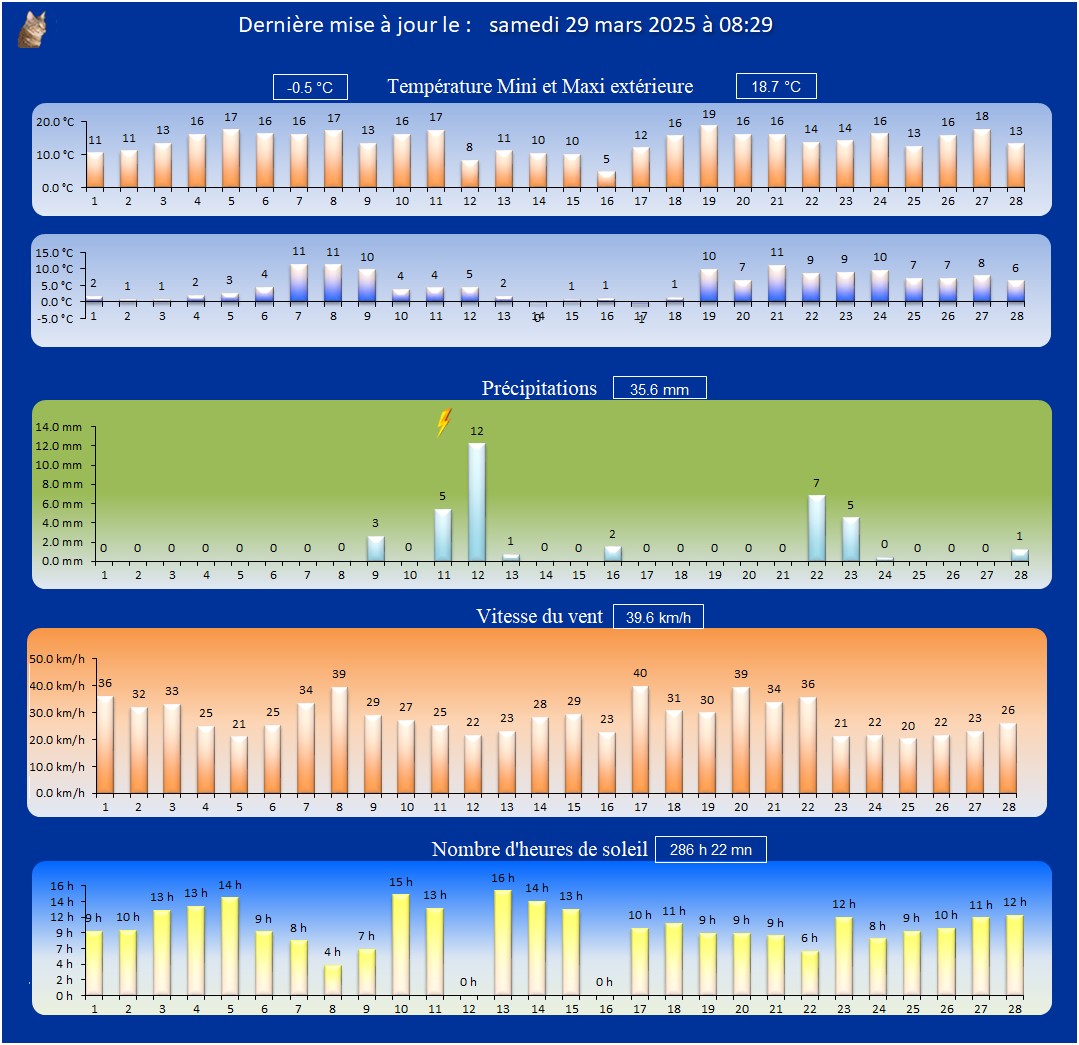 Dernière mise à jour le : samedi 29 mars 2025 à 08:29
-0.5 °C Température Mini et Maxi extérieure 18.7 °C
20.0 °C
10.0 °C
0.0 °C
11 11 13 16 17 16 16 17 13 16 17 8 11 10 10 5 12 16 19 16 16 14 14 16 13 16 18 13
1 2 3 4 5 6 7 8 9 10 11 12 13 14 15 16 17 18 19 20 21 22 23 24 25 26 27 28
15.0 °C
10.0 °C
5.0 °C
0.0 °C
-5.0 °C
2 1 1 2 3 4 11 11 10 4 4 5 2 0 1 1 1 1 10 7 11 9 9 10 7 7 8 6
1 2 3 4 5 6 7 8 9 10 11 12 13 14 15 16 17 18 19 20 21 22 23 24 25 26 27 28
Précipitations 35.6 mm
14.0 mm
12.0 mm
10.0 mm
8.0 mm
6.0 mm
4.0 mm
2.0 mm
0.0 mm
0 0 0 0 0 0 0 0 3 0 5 12 1 0 0 2 0 0 0 0 0 7 5 0 0 0 0 1
1 2 3 4 5 6 7 8 9 10 11 12 13 14 15 16 17 18 19 20 21 22 23 24 25 26 27 28
Vitesse du vent 39.6 km/h
50.0 km/h
40.0 km/h
30.0 km/h
20.0 km/h
10.0 km/h
0.0 km/h
36 32 33 25 21 25 34 39 29 27 25 22 23 28 29 23 40 31 30 39 34 36 21 22 20 22 23 26
1 2 3 4 5 6 7 8 9 10 11 12 13 14 15 16 17 18 19 20 21 22 23 24 25 26 27 28
Nombre d'heures de soleil 286 h 22 mn
16 h
14 h
12 h
9 h
7 h
4 h
2 h
0 h
9 h 10 h 13 h 13 h 14 h 9 h 8 h 4 h 7 h 15 h 13 h 0 h 16 h 14 h 13 h 0 h 10 h 11 h 9 h 9 h 9 h 6 h 12 h 8 h 9 h 10 h 11 h 12 h
1 2 3 4 5 6 7 8 9 10 11 12 13 14 15 16 17 18 19 20 21 22 23 24 25 26 27 28